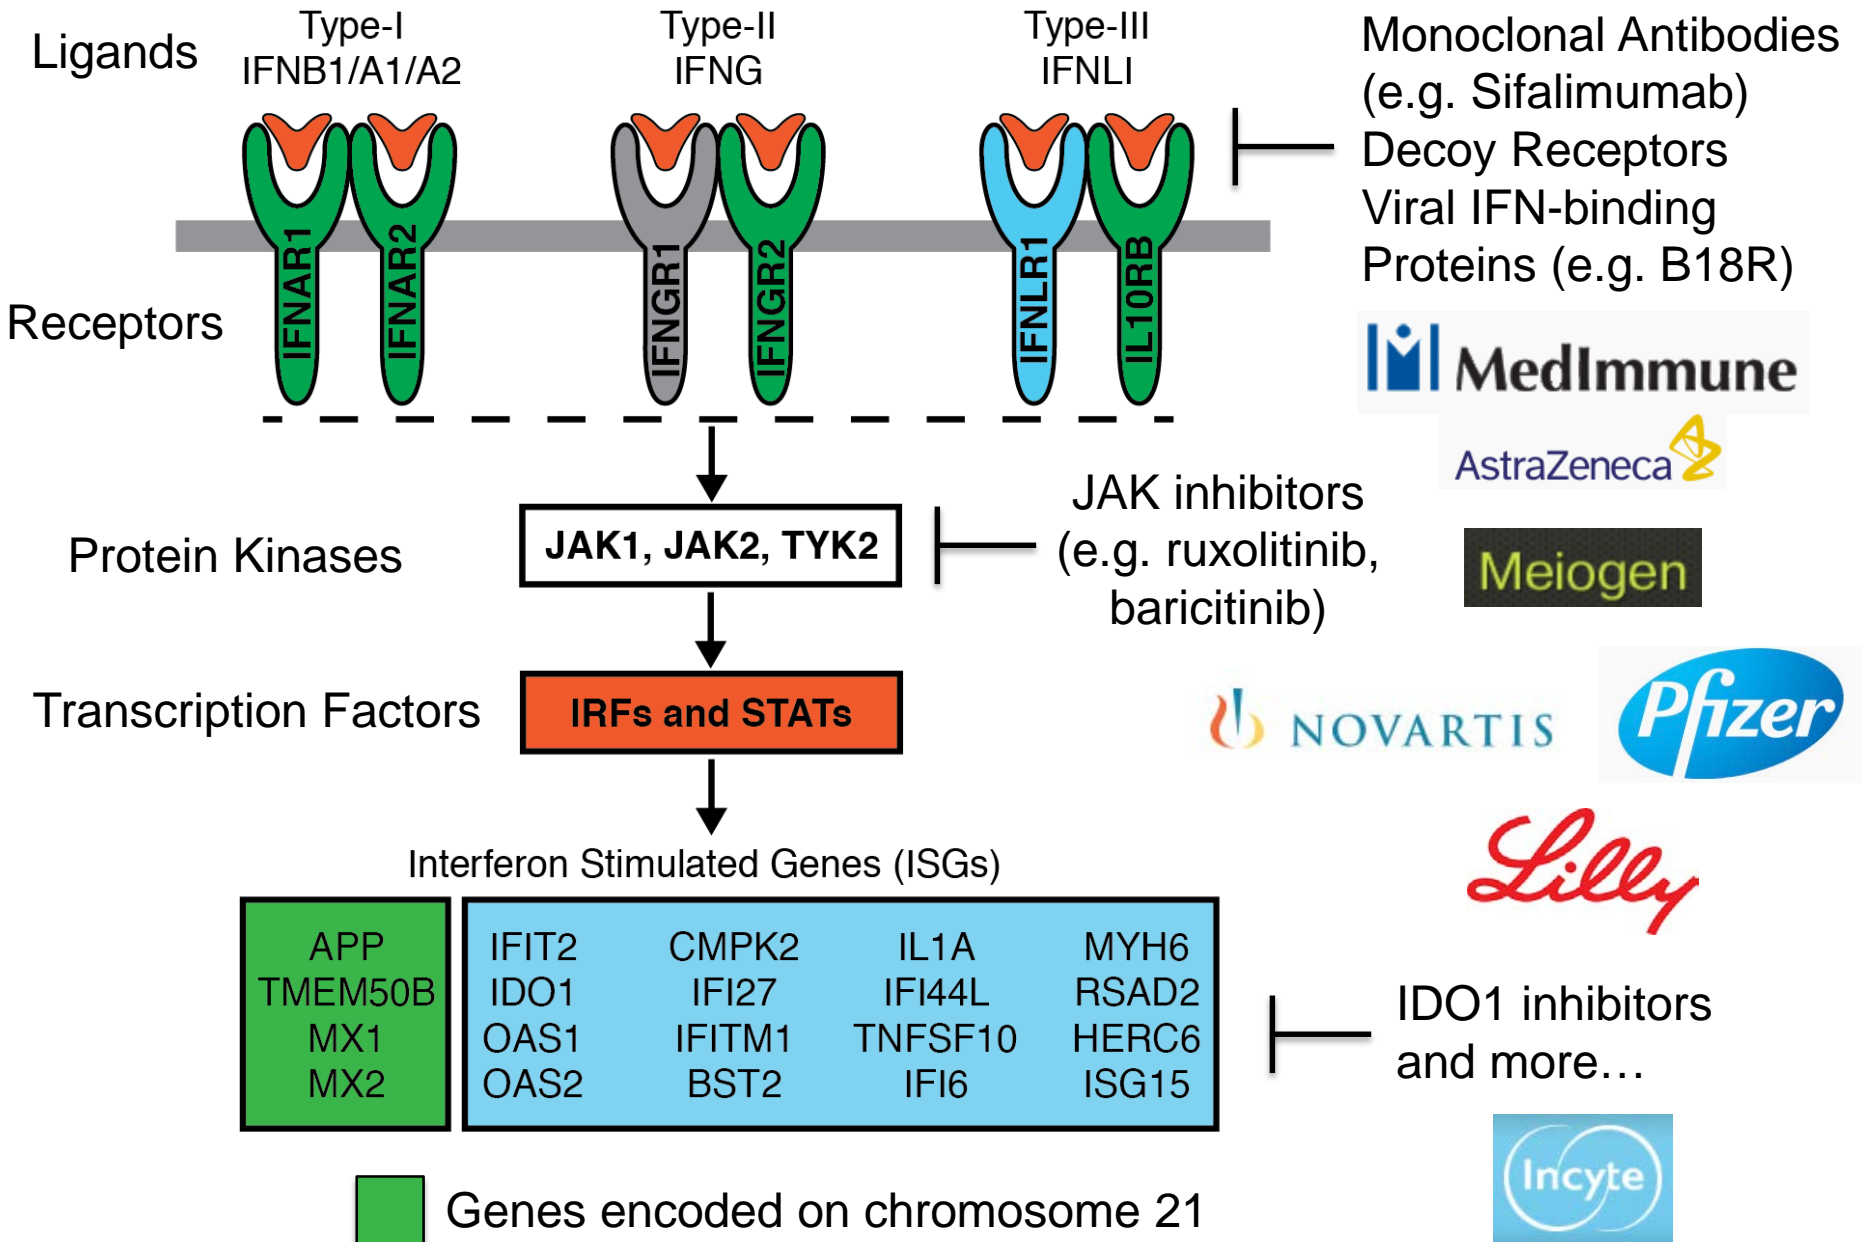 Ligands
Type-I
IFNB1/A1/A2
Type-II
IFNG
Type-III
IFNLI
Monoclonal Antibodies
(e.g. Sifalimumab)
Decoy Receptors
Viral IFN-binding
Proteins (e.g. B18R)
Receptors
IFNAR1
IFNAR2
IFNGR1
IFNGR2
IFNLR1
IL10RB
MedImmune
AstraZeneca
Protein Kinases
JAK1, JAK2, TYK2
JAK inhibitors
(e.g. ruxolitinib,
baricitinib)
Meiogen
Transcription Factors
IRFs and STATs
NOVARTIS
Pfizer
Lilly
Interferon Stimulated Genes (ISGs)
APP IFIT2 CMPK2 IL1A MYH6
TMEM50B IDO1 IFI27 IFI44L RSAD2
MX1 OAS1 IFITM1 TNFSF10 HERC6
MX2 OAS2 BST2 IFI6 ISG15
IDO1 inhibitors
and more…
Incyte
Genes encoded on chromosome 21